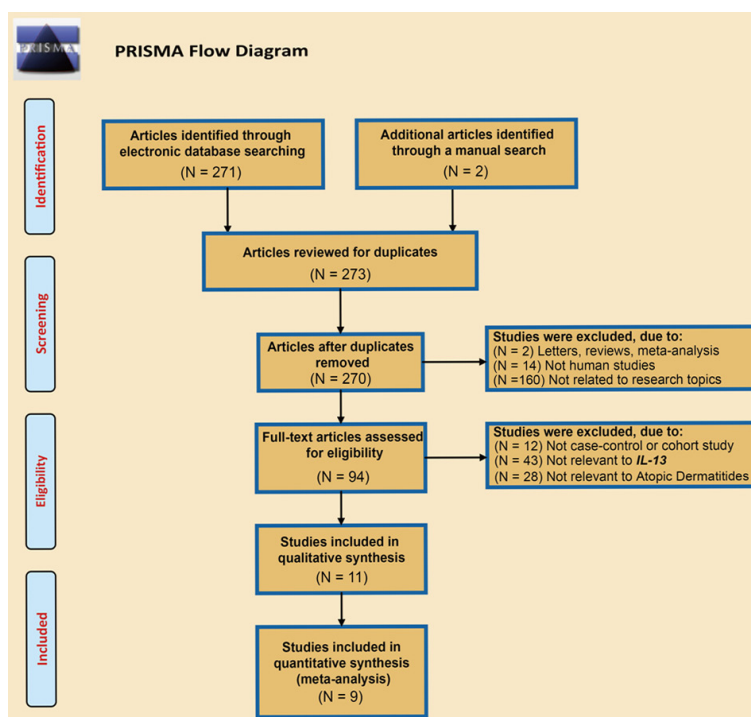 PRISMA
PRISMA Flow Diagram
Identification
Articles identified through
electronic database searching
(N = 271)
Additional articles identified
through a manual search
(N = 2)
Articles reviewed for duplicates
(N = 273)
Screening
Articles after duplicates
removed
(N = 270)
Studies were excluded, due to:
(N = 2) Letters, reviews, meta-analysis
(N = 14) Not human studies
(N =160) Not related to research topics
Eligibility
Full-text articles assessed
for eligibility
(N = 94)
Studies were excluded, due to:
(N = 12) Not case-control or cohort study
(N = 43) Not relevant to IL-13
(N = 28) Not relevant to Atopic Dermatitides
Studies included in
qualitative synthesis
(N = 11)
Included
Studies included in
quantitative synthesis
(meta-analysis)
(N = 9)